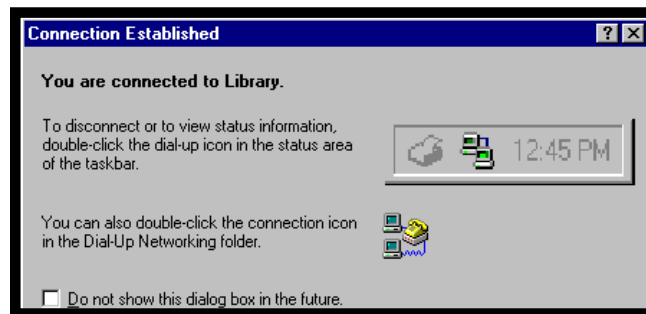 Connection Established
You are connected to Library.
To disconnect or to view status information,
double-click the dial-up icon in the status area
of the taskbar.
12:45 PM
You can also double-click the connection icon
in the Dial-Up Networking folder.
Do not show this dialog box in the future.